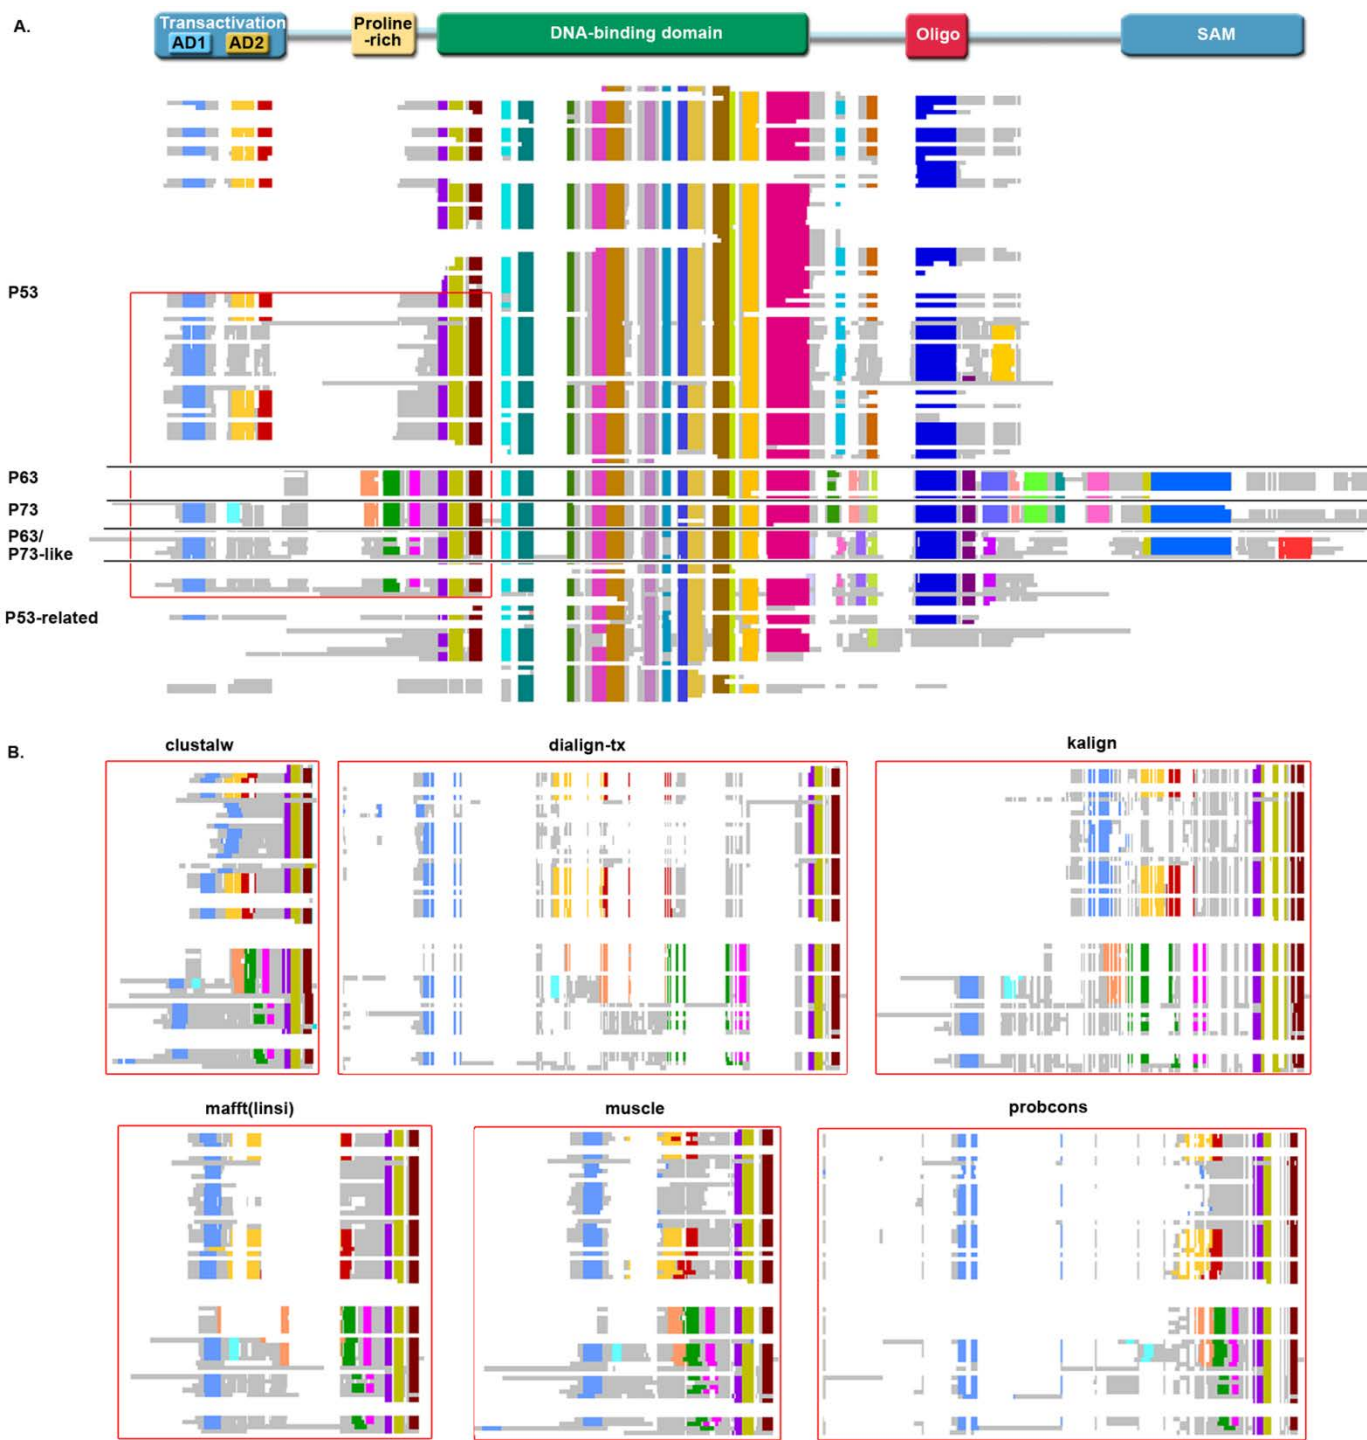 A.
Transactivation
AD1 AD2
Proline
-rich
DNA-binding domain
Oligo
SAM
P53
P63
P73
P63/
P73-like
P53-related
B.
clustalw
dialign-tx
kalign
mafft(linsi)
muscle
probcons